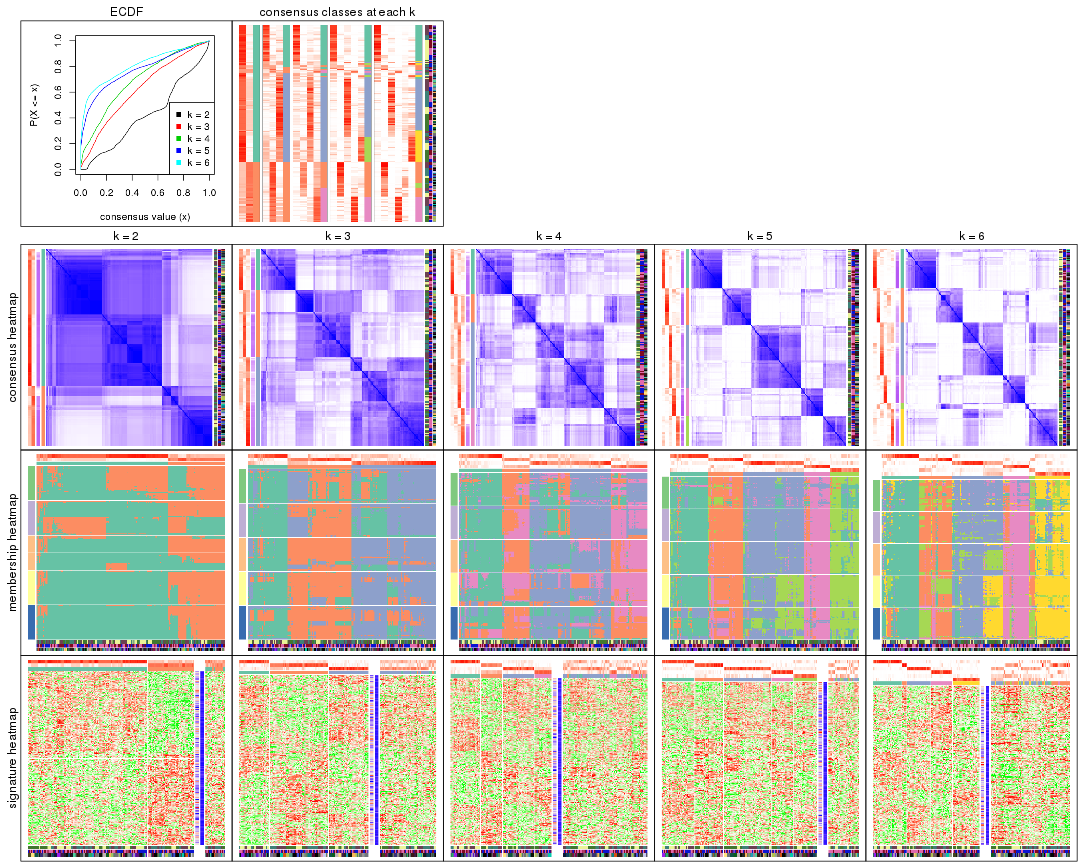 ECDF
consensus classes at each k
P(X <= x)
0.0 0.2 0.4 0.6 0.8 1.0
k = 2
k = 3
k = 4
k = 5
k = 6
0.0 0.2 0.4 0.6 0.8 1.0
consensus value (x)
k = 2
k = 3
k = 4
k = 5
k = 6
consensus heatmap
membership heatmap
signature heatmap